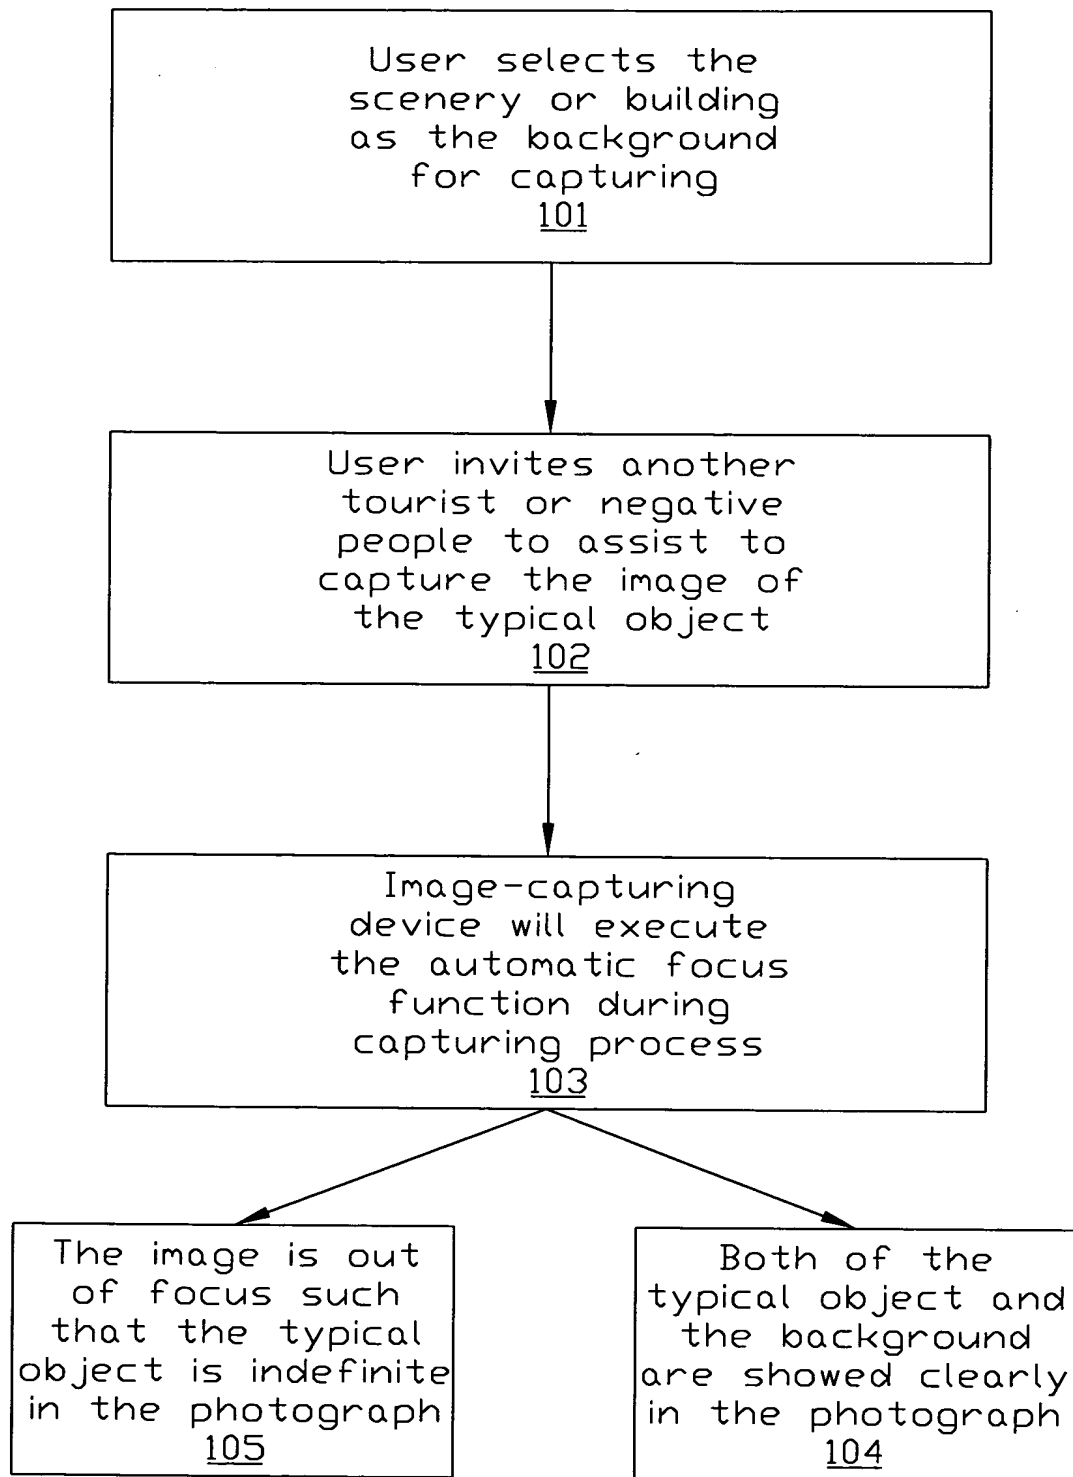 User selects the
scenery or building
as the background
for capturing
101
User invites another
tourist or negative
people to assist to
capture the image of
the typical object
102
Image-capturing
device will execute
the automatic focus
function during
capturing process
103
The image is out
of focus such
that the typical
object is indefinite
in the photograph
105
Both of the
typical object and
the background
are showed clearly
in the photograph
104